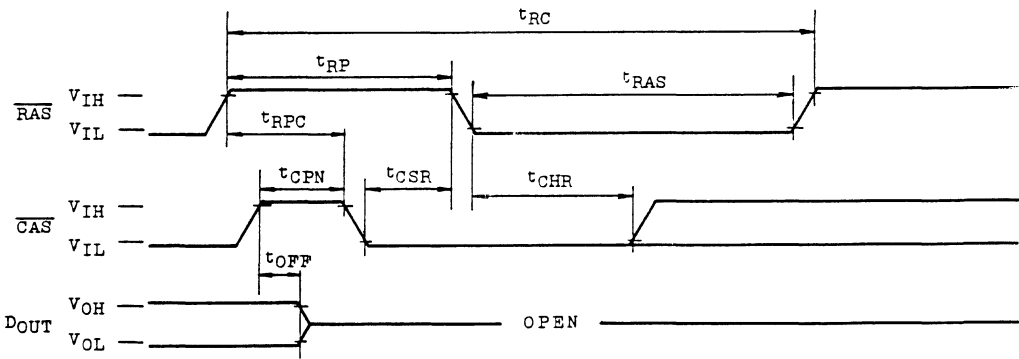 tRC
tRP
tRAS
RAS
VIH
VIL
tRPC
tCPN
tCSR
tCHR
CAS
VIH
VIL
tOFF
DOUT
VOH
VOL
OPEN